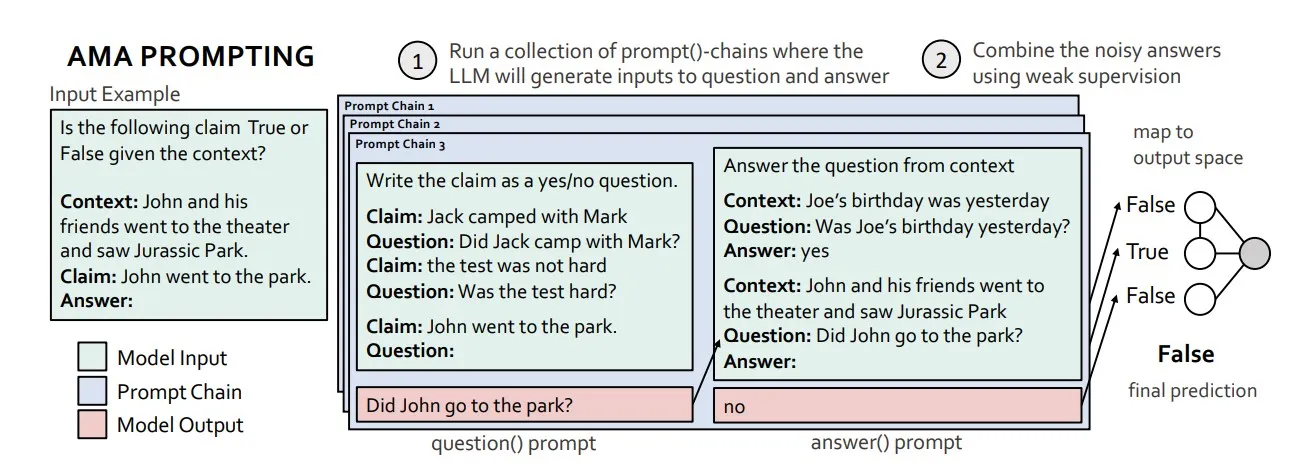 AMA PROMPTING
1
Run a collection of prompt()-chains where the
LLM will generate inputs to question and answer
2
Combine the noisy answers
using weak supervision
Input Example
Is the following claim True or
False given the context?
Context: John and his
friends went to the theater
and saw Jurassic Park.
Claim: John went to the park.
Answer:
Model Input
Prompt Chain
Model Output
Prompt Chain 1
Prompt Chain 2
Prompt Chain 3
Write the claim as a yes/no question.
Claim: Jack camped with Mark
Question: Did Jack camp with Mark?
Claim: the test was not hard
Question: Was the test hard?
Claim: John went to the park.
Question:
Did John go to the park?
question() prompt
Answer the question from context
Context: Joe's birthday was yesterday
Question: Was Joe's birthday yesterday?
Answer: yes
Context: John and his friends went to
the theater and saw Jurassic Park
Question: Did John go to the park?
Answer:
no
answer() prompt
map to
output space
False
True
False
False
final prediction